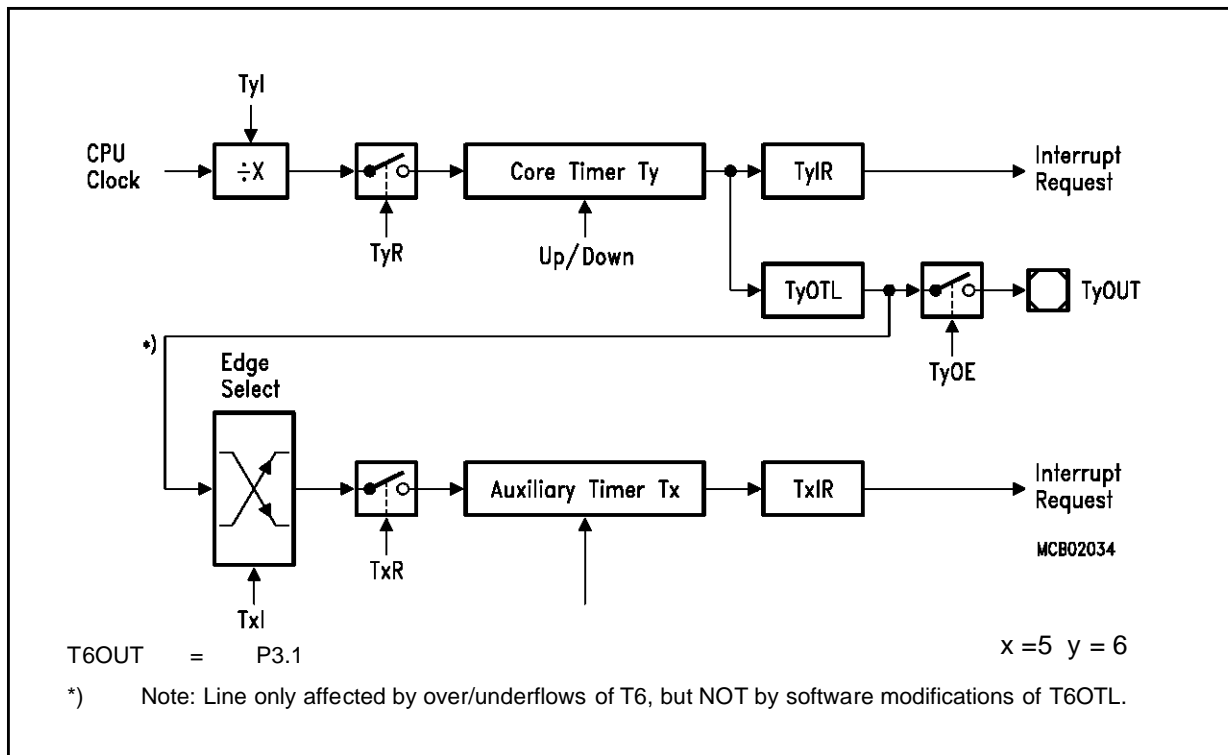 TyI
CPU
Clock
÷X
TyR
Core Timer Ty
Up/Down
TyIR
Interrupt
Request
TyOTL
TyOE
TyOUT
*)
Edge
Select
TxI
TxR
Auxiliary Timer Tx
TxIR
Interrupt
Request
MCB02034
T6OUT = P3.1
x =5 y = 6
*) Note: Line only affected by over/underflows of T6, but NOT by software modifications of T6OTL.